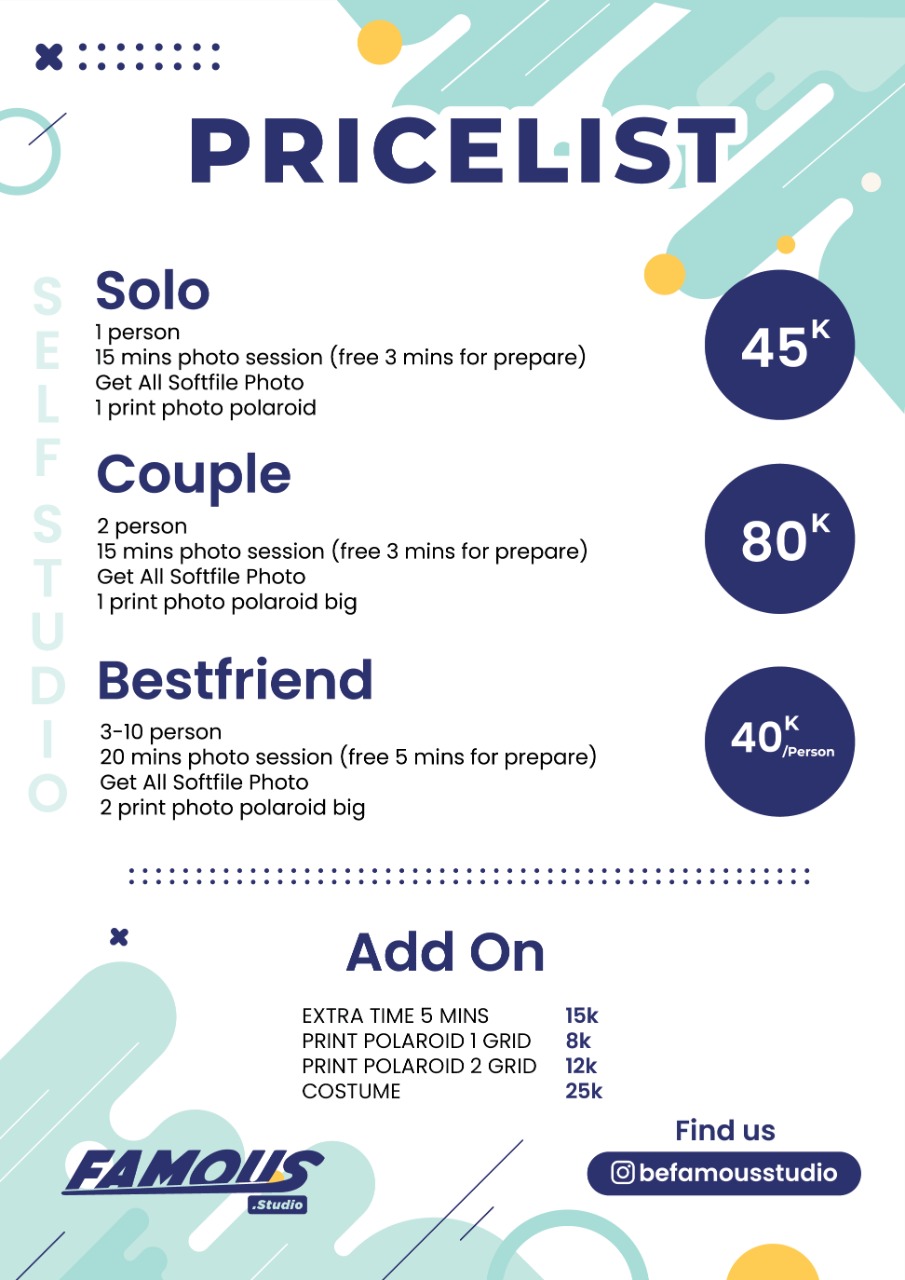 PRICELIST
SELF STUDIO
Solo
1 person
15 mins photo session (free 3 mins for prepare)
Get All Softfile Photo
1 print photo polaroid
45K
Couple
2 person
15 mins photo session (free 3 mins for prepare)
Get All Softfile Photo
1 print photo polaroid big
80K
Bestfriend
3-10 person
20 mins photo session (free 5 mins for prepare)
Get All Softfile Photo
2 print photo polaroid big
40K/Person
Add On
EXTRA TIME 5 MINS 15k
PRINT POLAROID 1 GRID 8k
PRINT POLAROID 2 GRID 12k
COSTUME 25k
Find us
befamousstudio
FAMOUS
.Studio